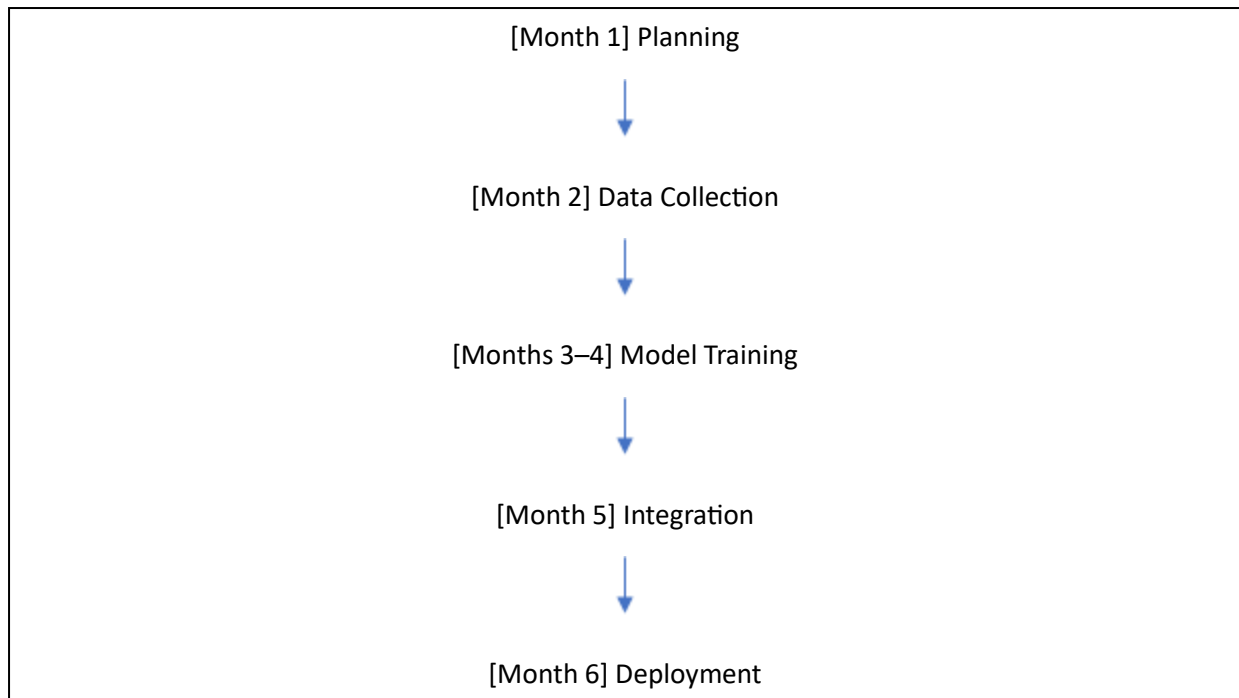 [Month 1] Planning
[Month 2] Data Collection
[Months 3–4] Model Training
[Month 5] Integration
[Month 6] Deployment